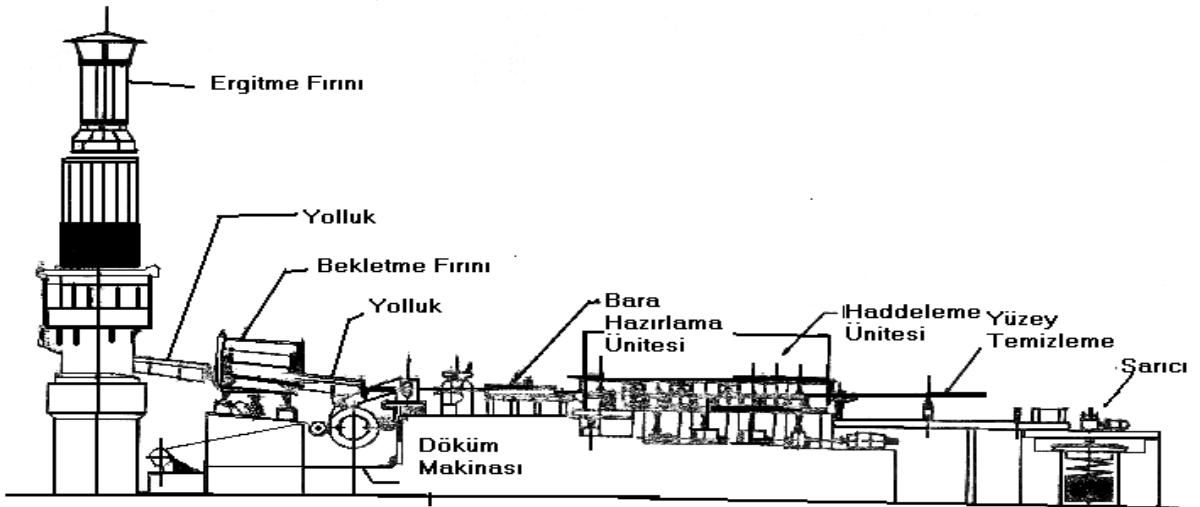 Ergitme Fırını
Yolluk
Bekletme Fırını
Yolluk
Bara
Hazırlama
Ünitesi
Haddeleme
Ünitesi
Yüzey
Temizleme
Sarıcı
Döküm
Makinası